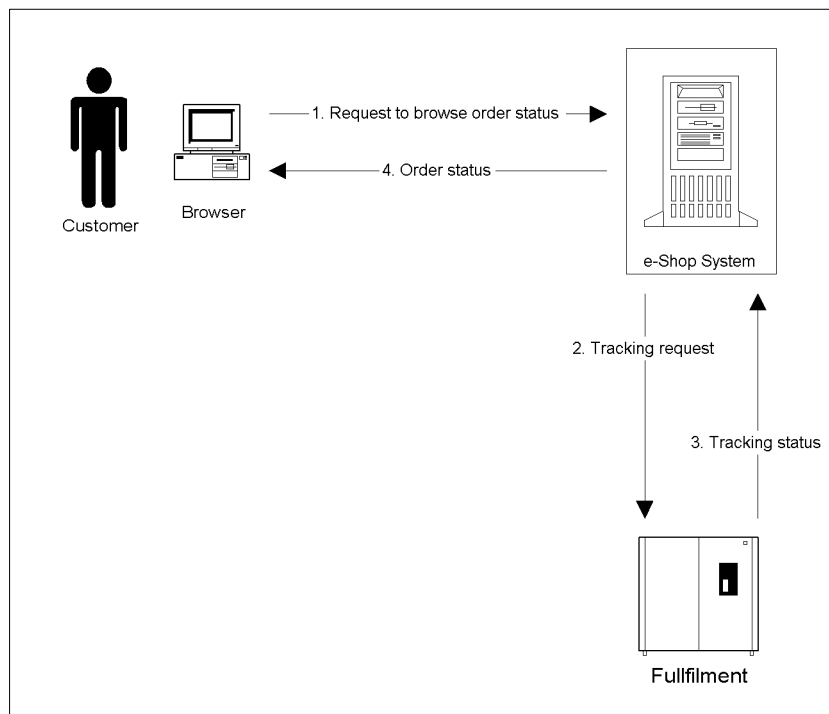 1. Request to browse order status
4. Order status
Customer
Browser
e-Shop System
2. Tracking request
3. Tracking status
Fullfilment